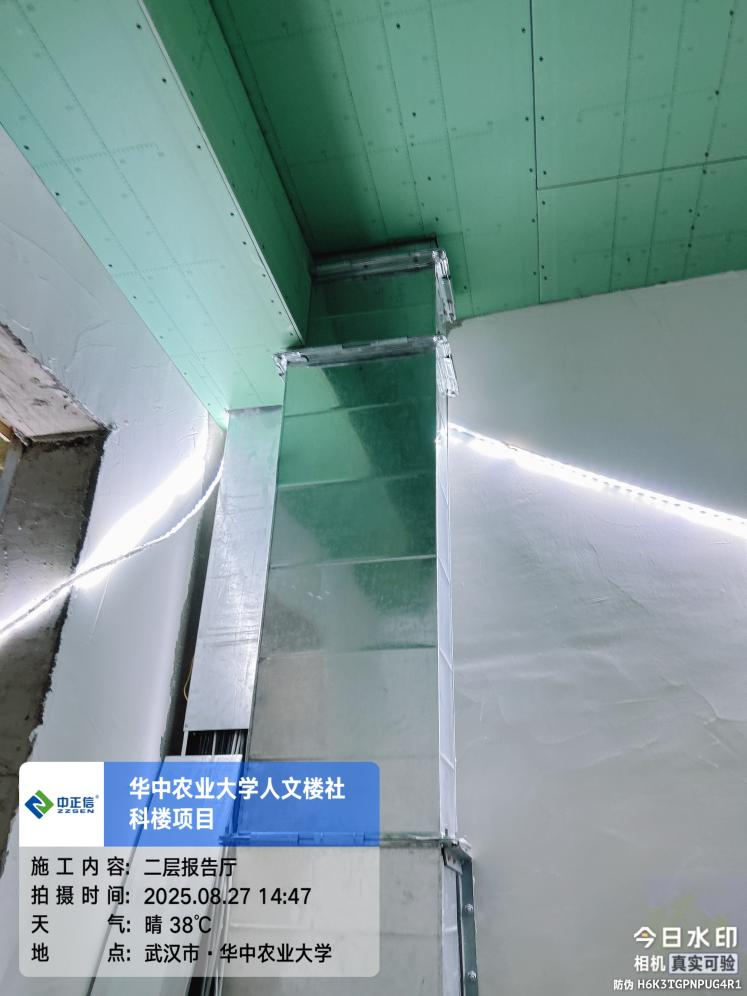 中正信®
ZZSEN
华中农业大学人文楼社
科楼项目
施工内容: 二层报告厅
拍摄时间: 2025.08.27 14:47
天气: 晴 38℃
地点: 武汉市·华中农业大学
今日水印
相机 真实可验
防伪 H6K3TGPNPUG4R1